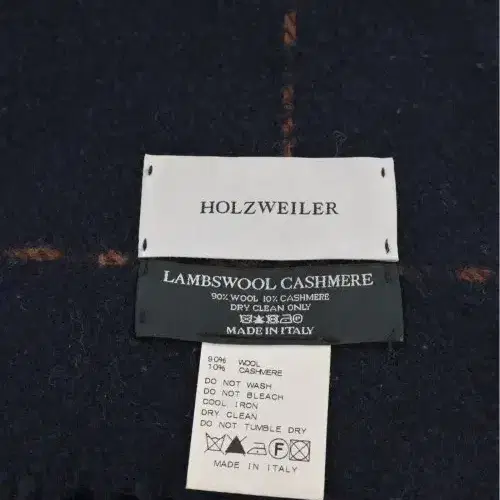 HOLZWEILER
LAMBSWOOL CASHMERE
90% WOOL 10% CASHMERE
DRY CLEAN ONLY
MADE IN ITALY
90% WOOL
10% CASHMERE
DO NOT WASH
DO NOT BLEACH
COOL IRON
DRY CLEAN
DO NOT TUMBLE DRY
F
MADE IN ITALY